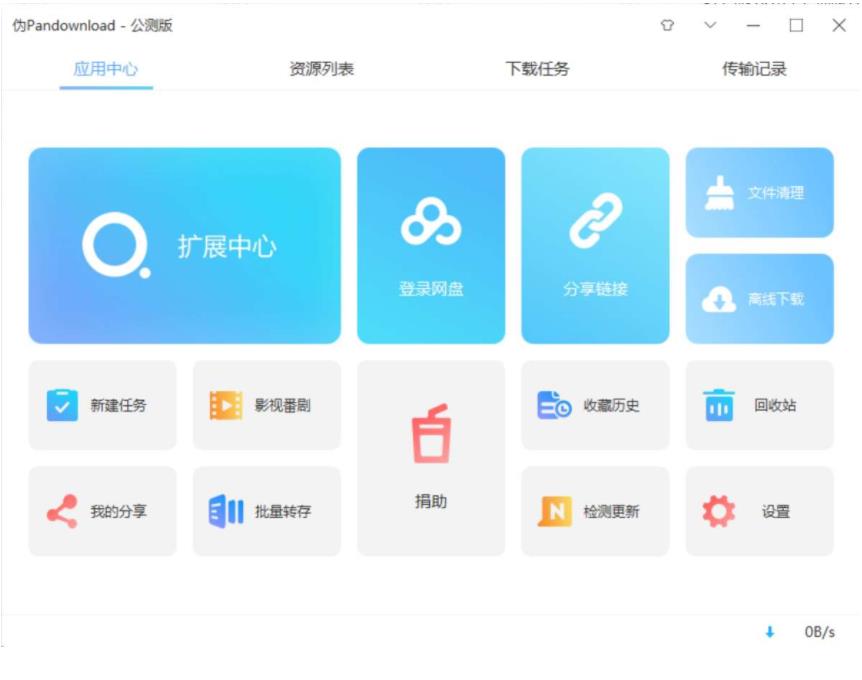 伪Pandownload - 公测版
应用中心 资源列表 下载任务 传输记录
扩展中心
登录网盘
分享链接
文件清理
离线下载
新建任务
影视番剧
捐助
收藏历史
回收站
我的分享
批量转存
N
检测更新
设置
0B/s